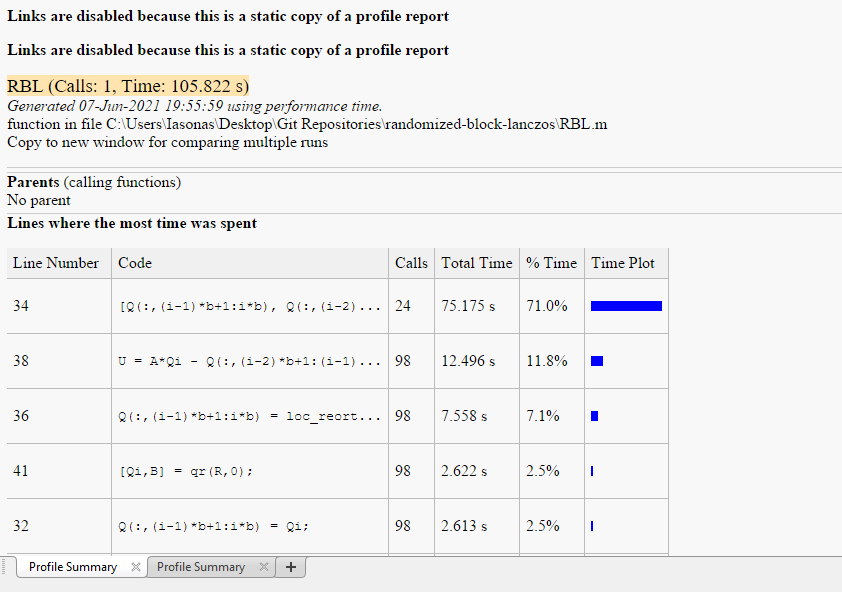 Links are disabled because this is a static copy of a profile report
Links are disabled because this is a static copy of a profile report
RBL (Calls: 1, Time: 105.822 s)
Generated 07-Jun-2021 19:55:59 using performance time.
function in file C:\Users\Iasonas\Desktop\Git Repositories\randomized-block-lanczos\RBL.m
Copy to new window for comparing multiple runs
Parents (calling functions)
No parent
Lines where the most time was spent
Line Number Code Calls Total Time % Time Time Plot
34 [Q(:,(i-1)*b+1:i*b), Q(:,(i-2)... 24 75.175 s 71.0%
38 U = A*Qi - Q(:,(i-2)*b+1:(i-1)... 98 12.496 s 11.8%
36 Q(:,(i-1)*b+1:i*b) = loc_reort... 98 7.558 s 7.1%
41 [Qi,B] = qr(R,0); 98 2.622 s 2.5%
32 Q(:,(i-1)*b+1:i*b) = Qi; 98 2.613 s 2.5%
Profile Summary Profile Summary +